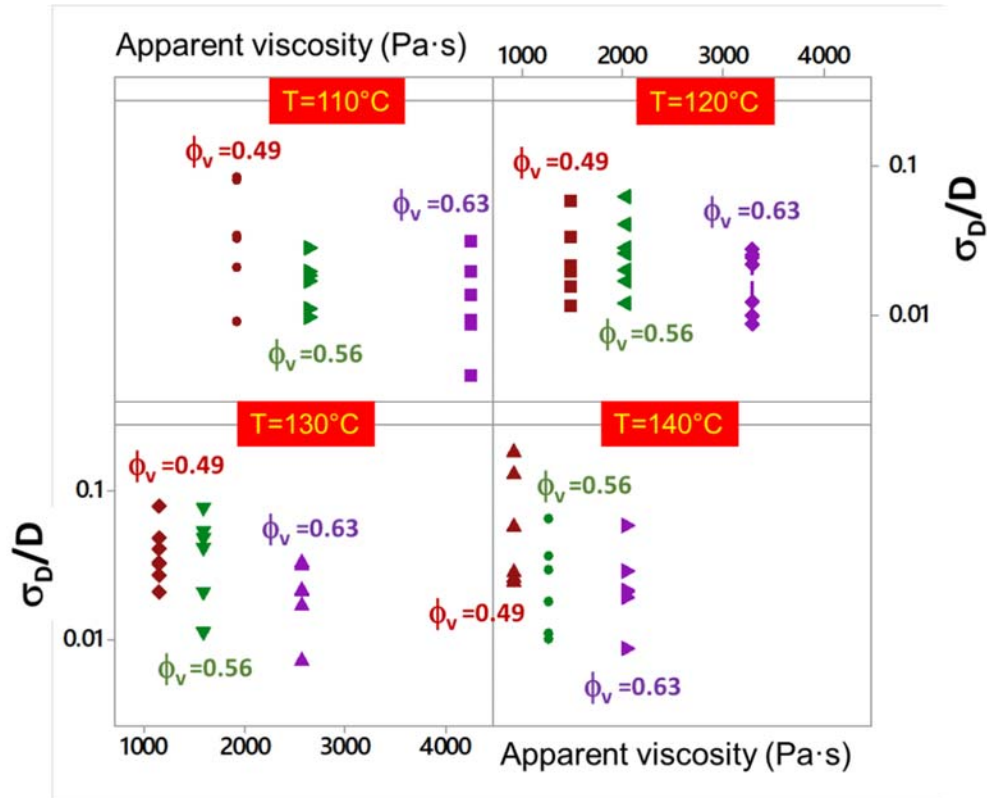 Apparent viscosity (Pa·s)
1000 2000 3000 4000
T=110°C
T=120°C
ϕv =0.49
ϕv =0.63
ϕv =0.56
ϕv =0.49
ϕv =0.63
ϕv =0.56
0.1
0.01
σD/D
T=130°C
T=140°C
ϕv =0.49
ϕv =0.63
ϕv =0.56
ϕv =0.56
ϕv =0.49
ϕv =0.63
0.1
0.01
σD/D
1000 2000 3000 4000
Apparent viscosity (Pa·s)